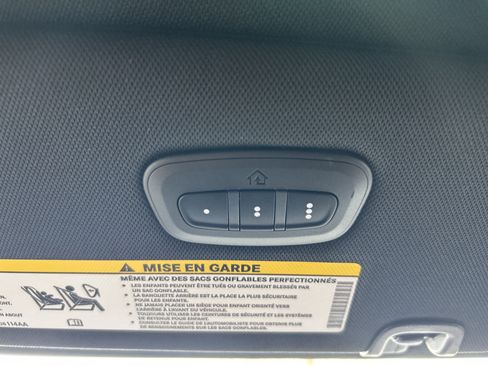 MISE EN GARDE
MÊME AVEC DES SACS GONFLABLES PERFECTIONNÉS
• LES ENFANTS PEUVENT ÊTRE TUÉS OU GRAVEMENT BLESSÉS PAR
UN SAC GONFLABLE.
• LA BANQUETTE ARRIÈRE EST LA PLACE LA PLUS SÉCURITAIRE
POUR LES ENFANTS.
• NE JAMAIS PLACER UN SIÈGE POUR ENFANT ORIENTÉ VERS
L'ARRIÈRE À L'AVANT DU VÉHICULE.
• TOUJOURS UTILISER LES CEINTURES DE SÉCURITÉ ET LES SYSTÈMES
DE RETENUE POUR ENFANT.
• CONSULTER LE GUIDE DE L'AUTOMOBILISTE POUR OBTENIR DES
RENSEIGNEMENTS SUR LES SACS GONFLABLES.
ABOUT
114AA